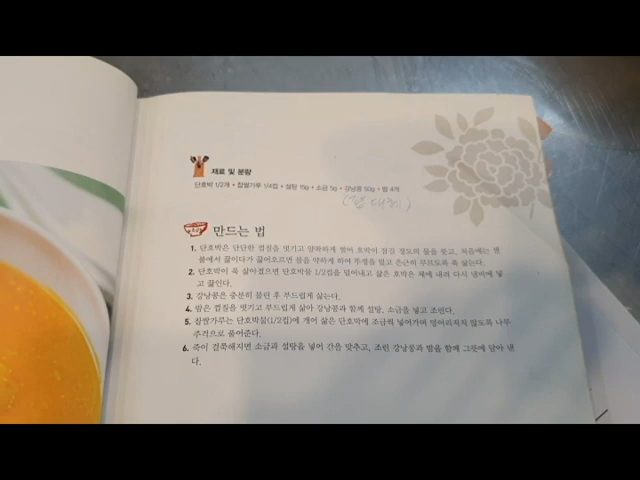 재료 및 분량
단호박 1/2개 • 찹쌀가루 1/4컵 • 설탕 15g • 소금 5g • 강낭콩 50g • 밤 4개
만드는 법
1. 단호박은 단단한 껍질을 벗기고 얄팍하게 썰어 호박이 잠길 정도의 물을 붓고, 처음에는 센
불에서 끓이다가 끓어오르면 불을 약하게 하여 뚜껑을 덮고 은근히 무르도록 푹 삶는다.
2. 단호박이 푹 삶아졌으면 단호박물 1/2컵을 덜어내고 삶은 호박은 체에 내려 다시 냄비에 넣
고 끓인다.
3. 강낭콩은 충분히 불린 후 부드럽게 삶는다.
4. 밤은 껍질을 벗기고 부드럽게 삶아 강낭콩과 함께 설탕, 소금을 넣고 조린다.
5. 찹쌀가루는 단호박물(1/2컵)에 개어 삶은 단호박에 조금씩 넣어가며 덩어리지지 않도록 나무
주걱으로 풀어준다.
6. 죽이 걸쭉해지면 소금과 설탕을 넣어 간을 맞추고, 조린 강낭콩과 밤을 함께 그릇에 담아 낸
다.